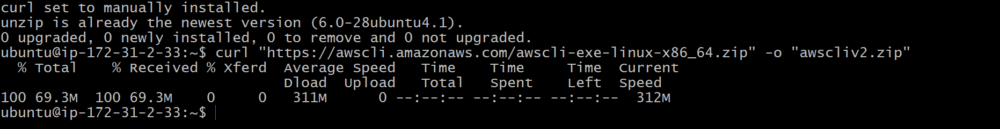 curl set to manually installed.
unzip is already the newest version (6.0-28ubuntu4.1).
0 upgraded, 0 newly installed, 0 to remove and 0 not upgraded.
ubuntu@ip-172-31-2-33:~$ curl "https://awscli.amazonaws.com/awscli-exe-linux-x86_64.zip" -o "awscliv2.zip"
  % Total    % Received % Xferd  Average Speed   Time    Time     Time  Current
                                 Dload  Upload   Total   Spent    Left  Speed
100 69.3M  100 69.3M    0     0   311M      0 --:--:-- --:--:-- --:--:--  312M
ubuntu@ip-172-31-2-33:~$